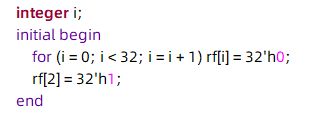 integer i;
initial begin
for (i = 0; i < 32; i = i + 1) rf[i] = 32'h0;
rf[2] = 32'h1;
end